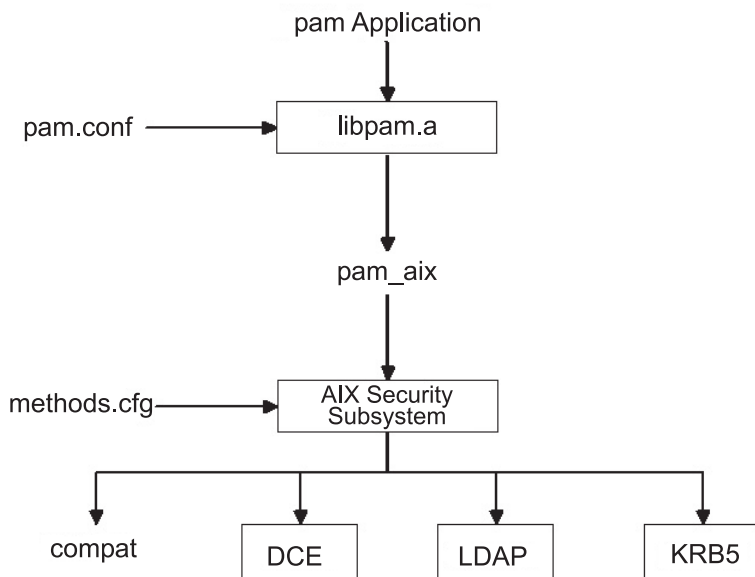 pam Application
pam.conf
libpam.a
pam_aix
methods.cfg
AIX Security
Subsystem
compat
DCE
LDAP
KRB5